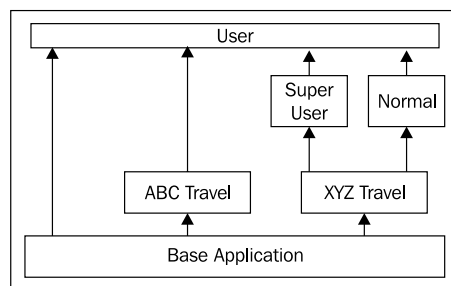 User
Super
User
Normal
ABC Travel
XYZ Travel
Base Application